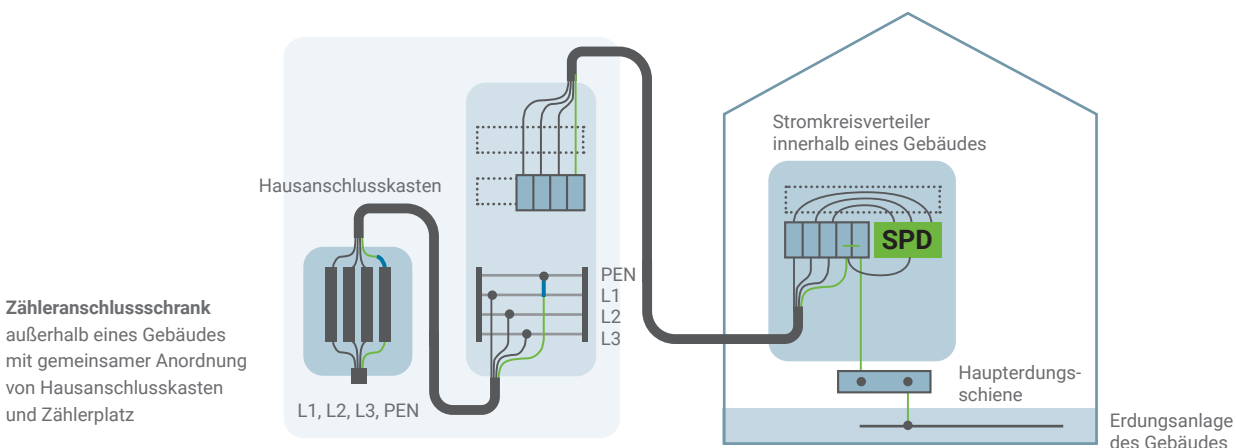 Stromkreisverteiler
innerhalb eines Gebäudes
Hausanschlusskasten
SPD
PEN
L1
L2
L3
Zähleranschlussschrank
außerhalb eines Gebäudes
mit gemeinsamer Anordnung
von Hausanschlusskasten
und Zählerplatz
L1, L2, L3, PEN
Haupterdungs-
schiene
Erdungsanlage
des Gebäudes